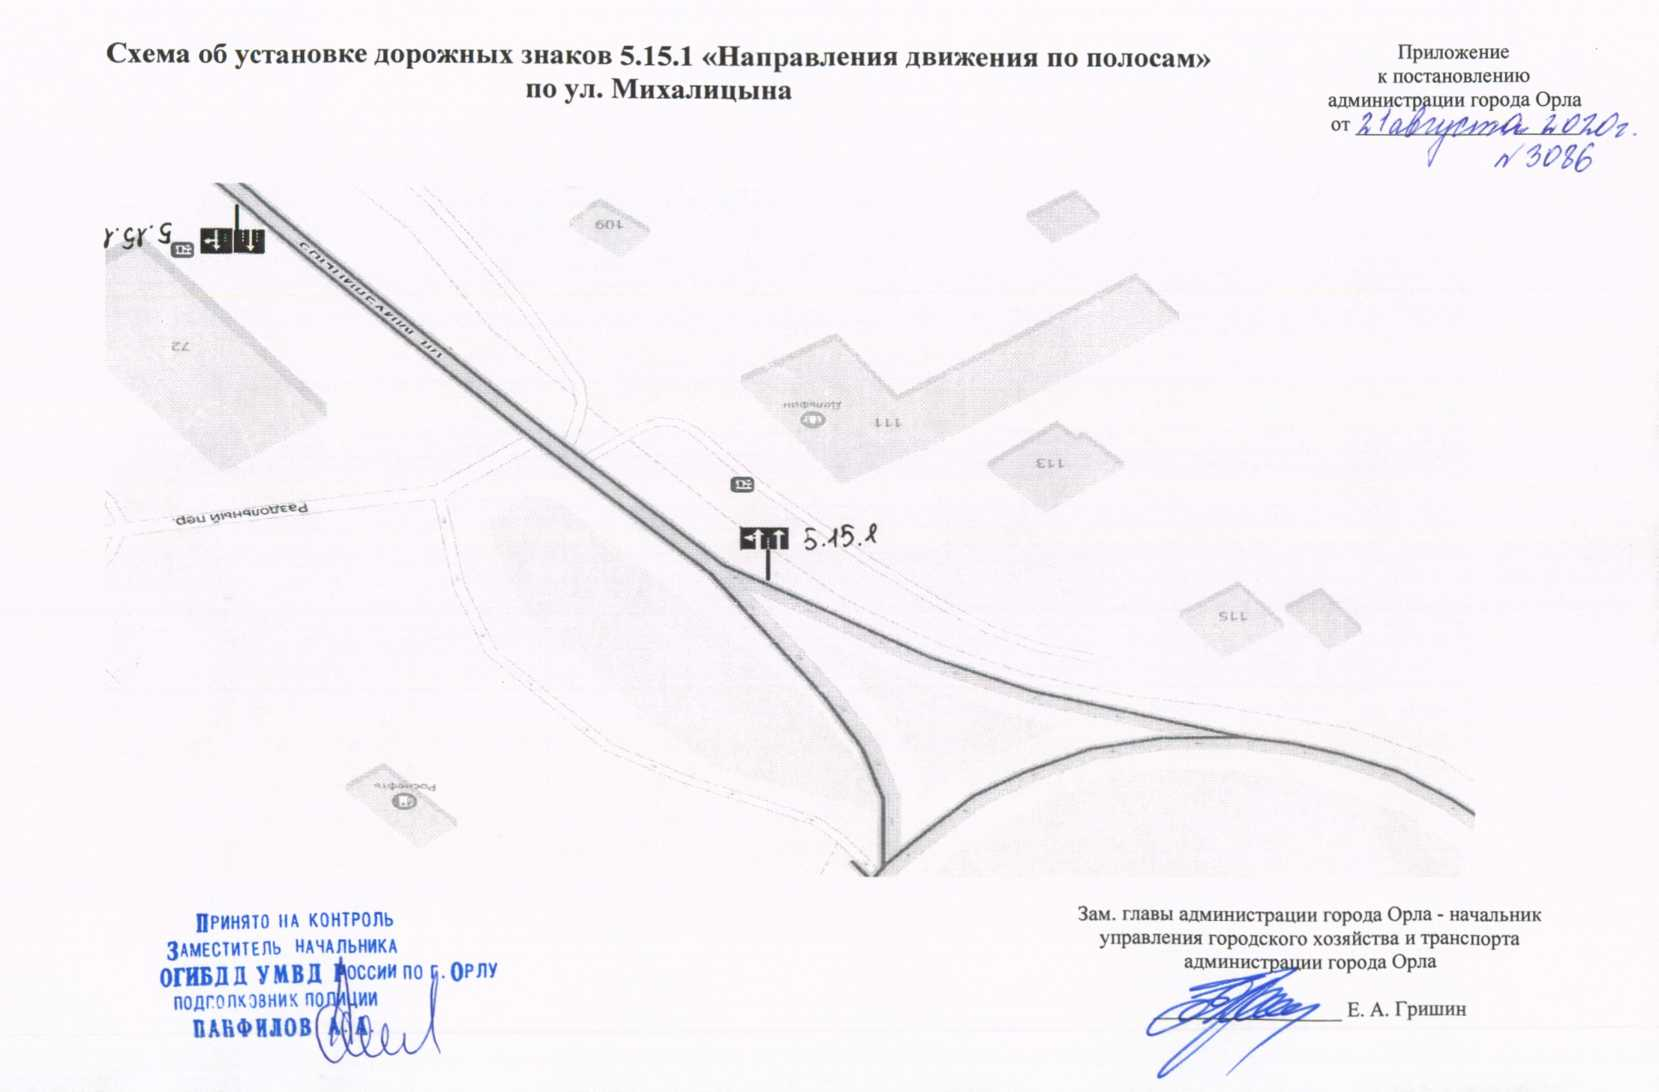 Схема об установке дорожных знаков 5.15.1 «Направления движения по полосам»
по ул. Михалицына
Приложение
к постановлению
администрации города Орла
от 21 августа 2020г.
№ 3086
5.15.1
109
72
ул Михалицына
Дельфин
111
113
Раздольный пер.
5.15.1
115
Роснефть
ПРИНЯТО НА КОНТРОЛЬ
ЗАМЕСТИТЕЛЬ НАЧАЛЬНИКА
ОГИБДД УМВД РОССИИ ПО Г. ОРЛУ
ПОДПОЛКОВНИК ПОЛИЦИИ
ПАНФИЛОВ А. А.
Зам. главы администрации города Орла - начальник
управления городского хозяйства и транспорта
администрации города Орла
Е. А. Гришин